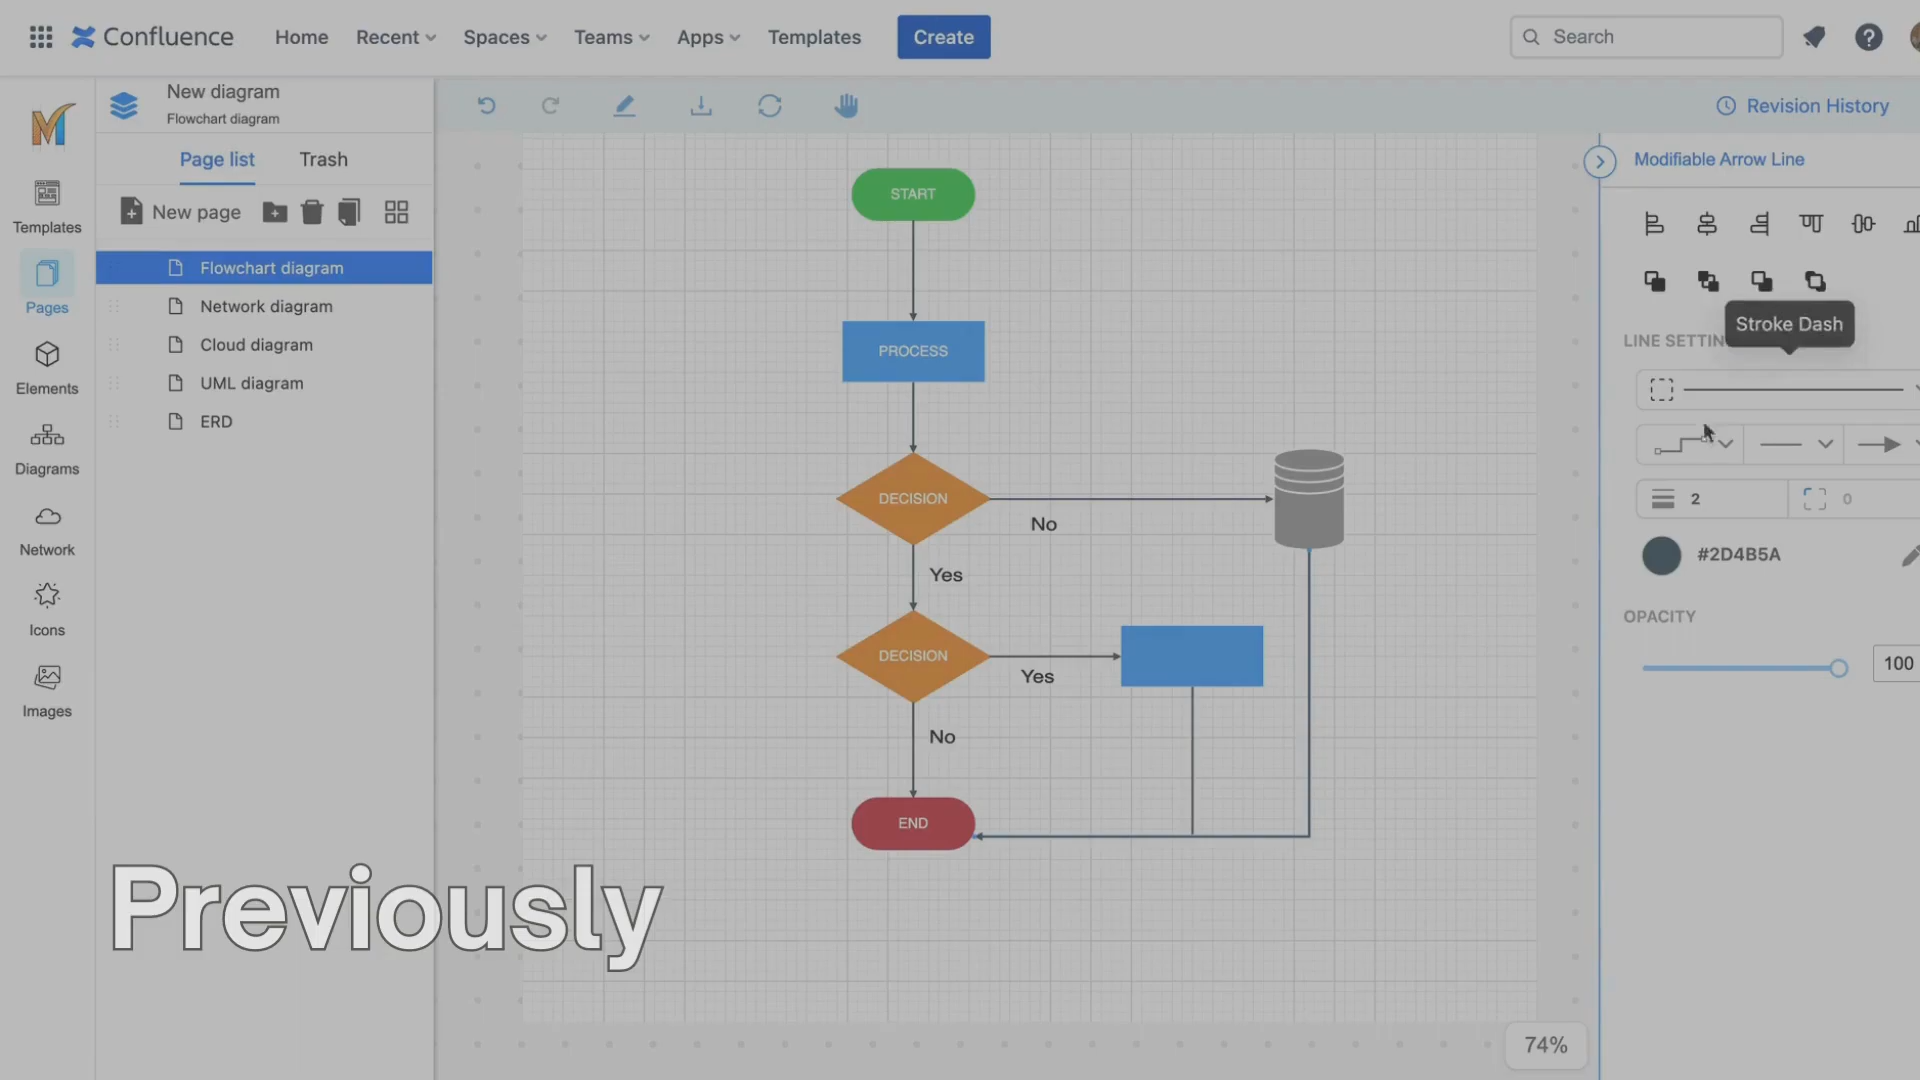 Confluence
Home
Recent
Spaces
Teams
Apps
Templates
Create
Search
New diagram
Flowchart diagram
Revision History
Page list
Trash
Modifiable Arrow Line
Templates
New page
Pages
Flowchart diagram
Network diagram
Cloud diagram
UML diagram
ERD
Elements
Diagrams
Network
Icons
Images
START
PROCESS
DECISION
No
Yes
DECISION
Yes
No
END
Stroke Dash
LINE SETTIN
2
0
#2D4B5A
OPACITY
100
Previously
74%